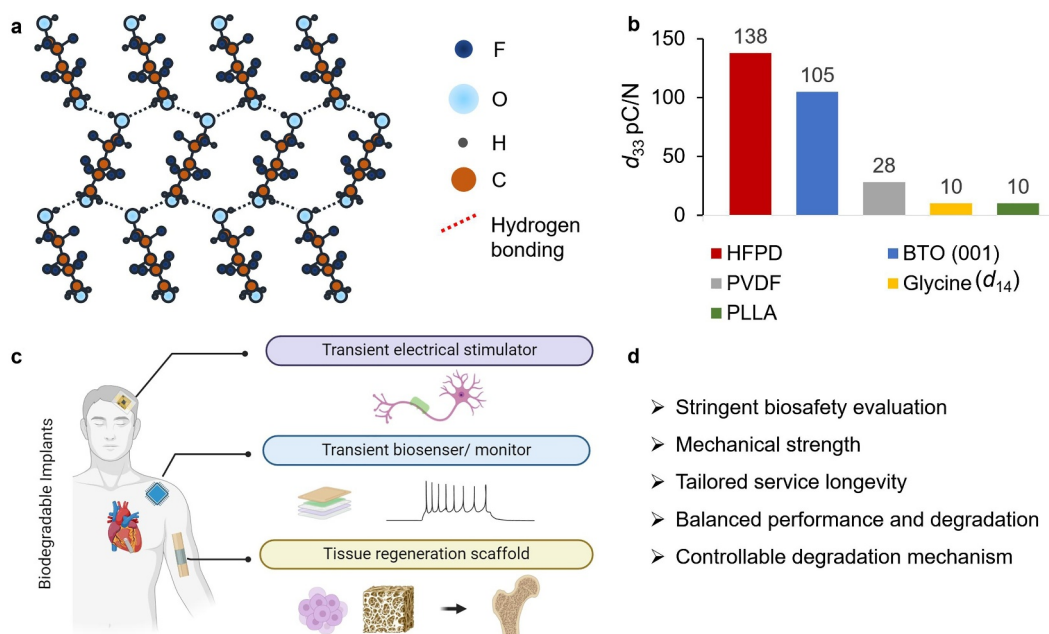 a
F
O
H
C
Hydrogen
bonding
b
d₃₃ pC/N
150
100
50
0
138
105
28
10
10
HFPD
BTO (001)
PVDF
Glycine (d₁₄)
PLLA
c
Biodegradable Implants
Transient electrical stimulator
Transient biosenser/ monitor
Tissue regeneration scaffold
d
➢ Stringent biosafety evaluation
➢ Mechanical strength
➢ Tailored service longevity
➢ Balanced performance and degradation
➢ Controllable degradation mechanism